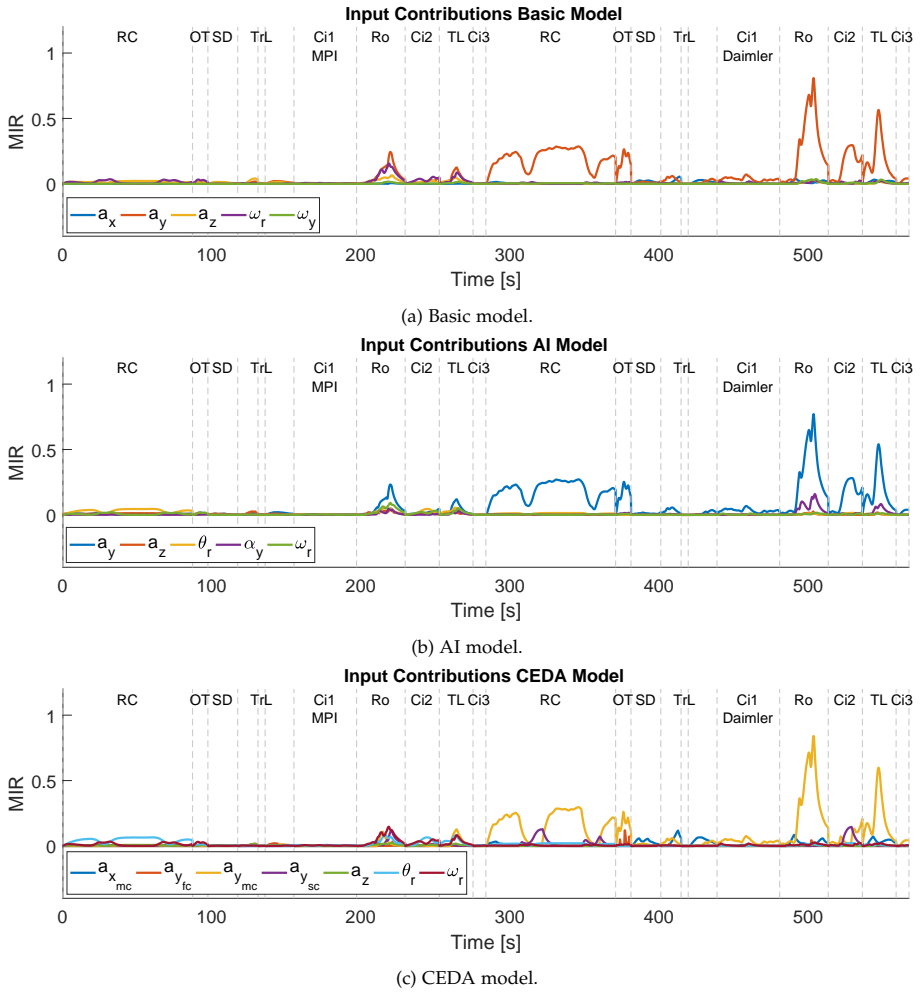 Input Contributions Basic Model
RC OT SD TrL Ci1 Ro Ci2 TL Ci3 RC OT SD TrL Ci1 Ro Ci2 TL Ci3
MPI Daimler
1
0.5
0
MIR
a_x a_y a_z ω_r ω_y
0 100 200 300 400 500
Time [s]
(a) Basic model.
Input Contributions AI Model
RC OT SD TrL Ci1 Ro Ci2 TL Ci3 RC OT SD TrL Ci1 Ro Ci2 TL Ci3
MPI Daimler
1
0.5
0
MIR
a_y a_z θ_r α_y ω_r
0 100 200 300 400 500
Time [s]
(b) AI model.
Input Contributions CEDA Model
RC OT SD TrL Ci1 Ro Ci2 TL Ci3 RC OT SD TrL Ci1 Ro Ci2 TL Ci3
MPI Daimler
1
0.5
0
MIR
a_x_mc a_y_fc a_y_mc a_y_sc a_z θ_r ω_r
0 100 200 300 400 500
Time [s]
(c) CEDA model.